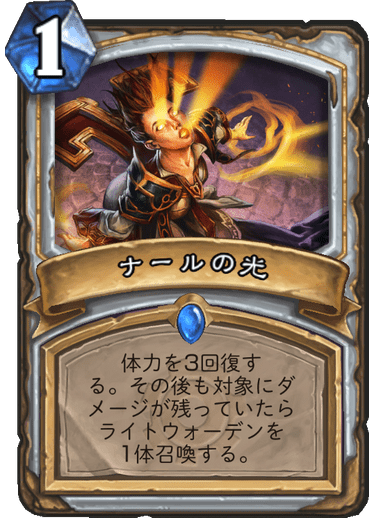 1
ナールの光
体力を3回復す
る。その後も対象にダ
メージが残っていたら
ライトウォーデンを
1体召喚する。